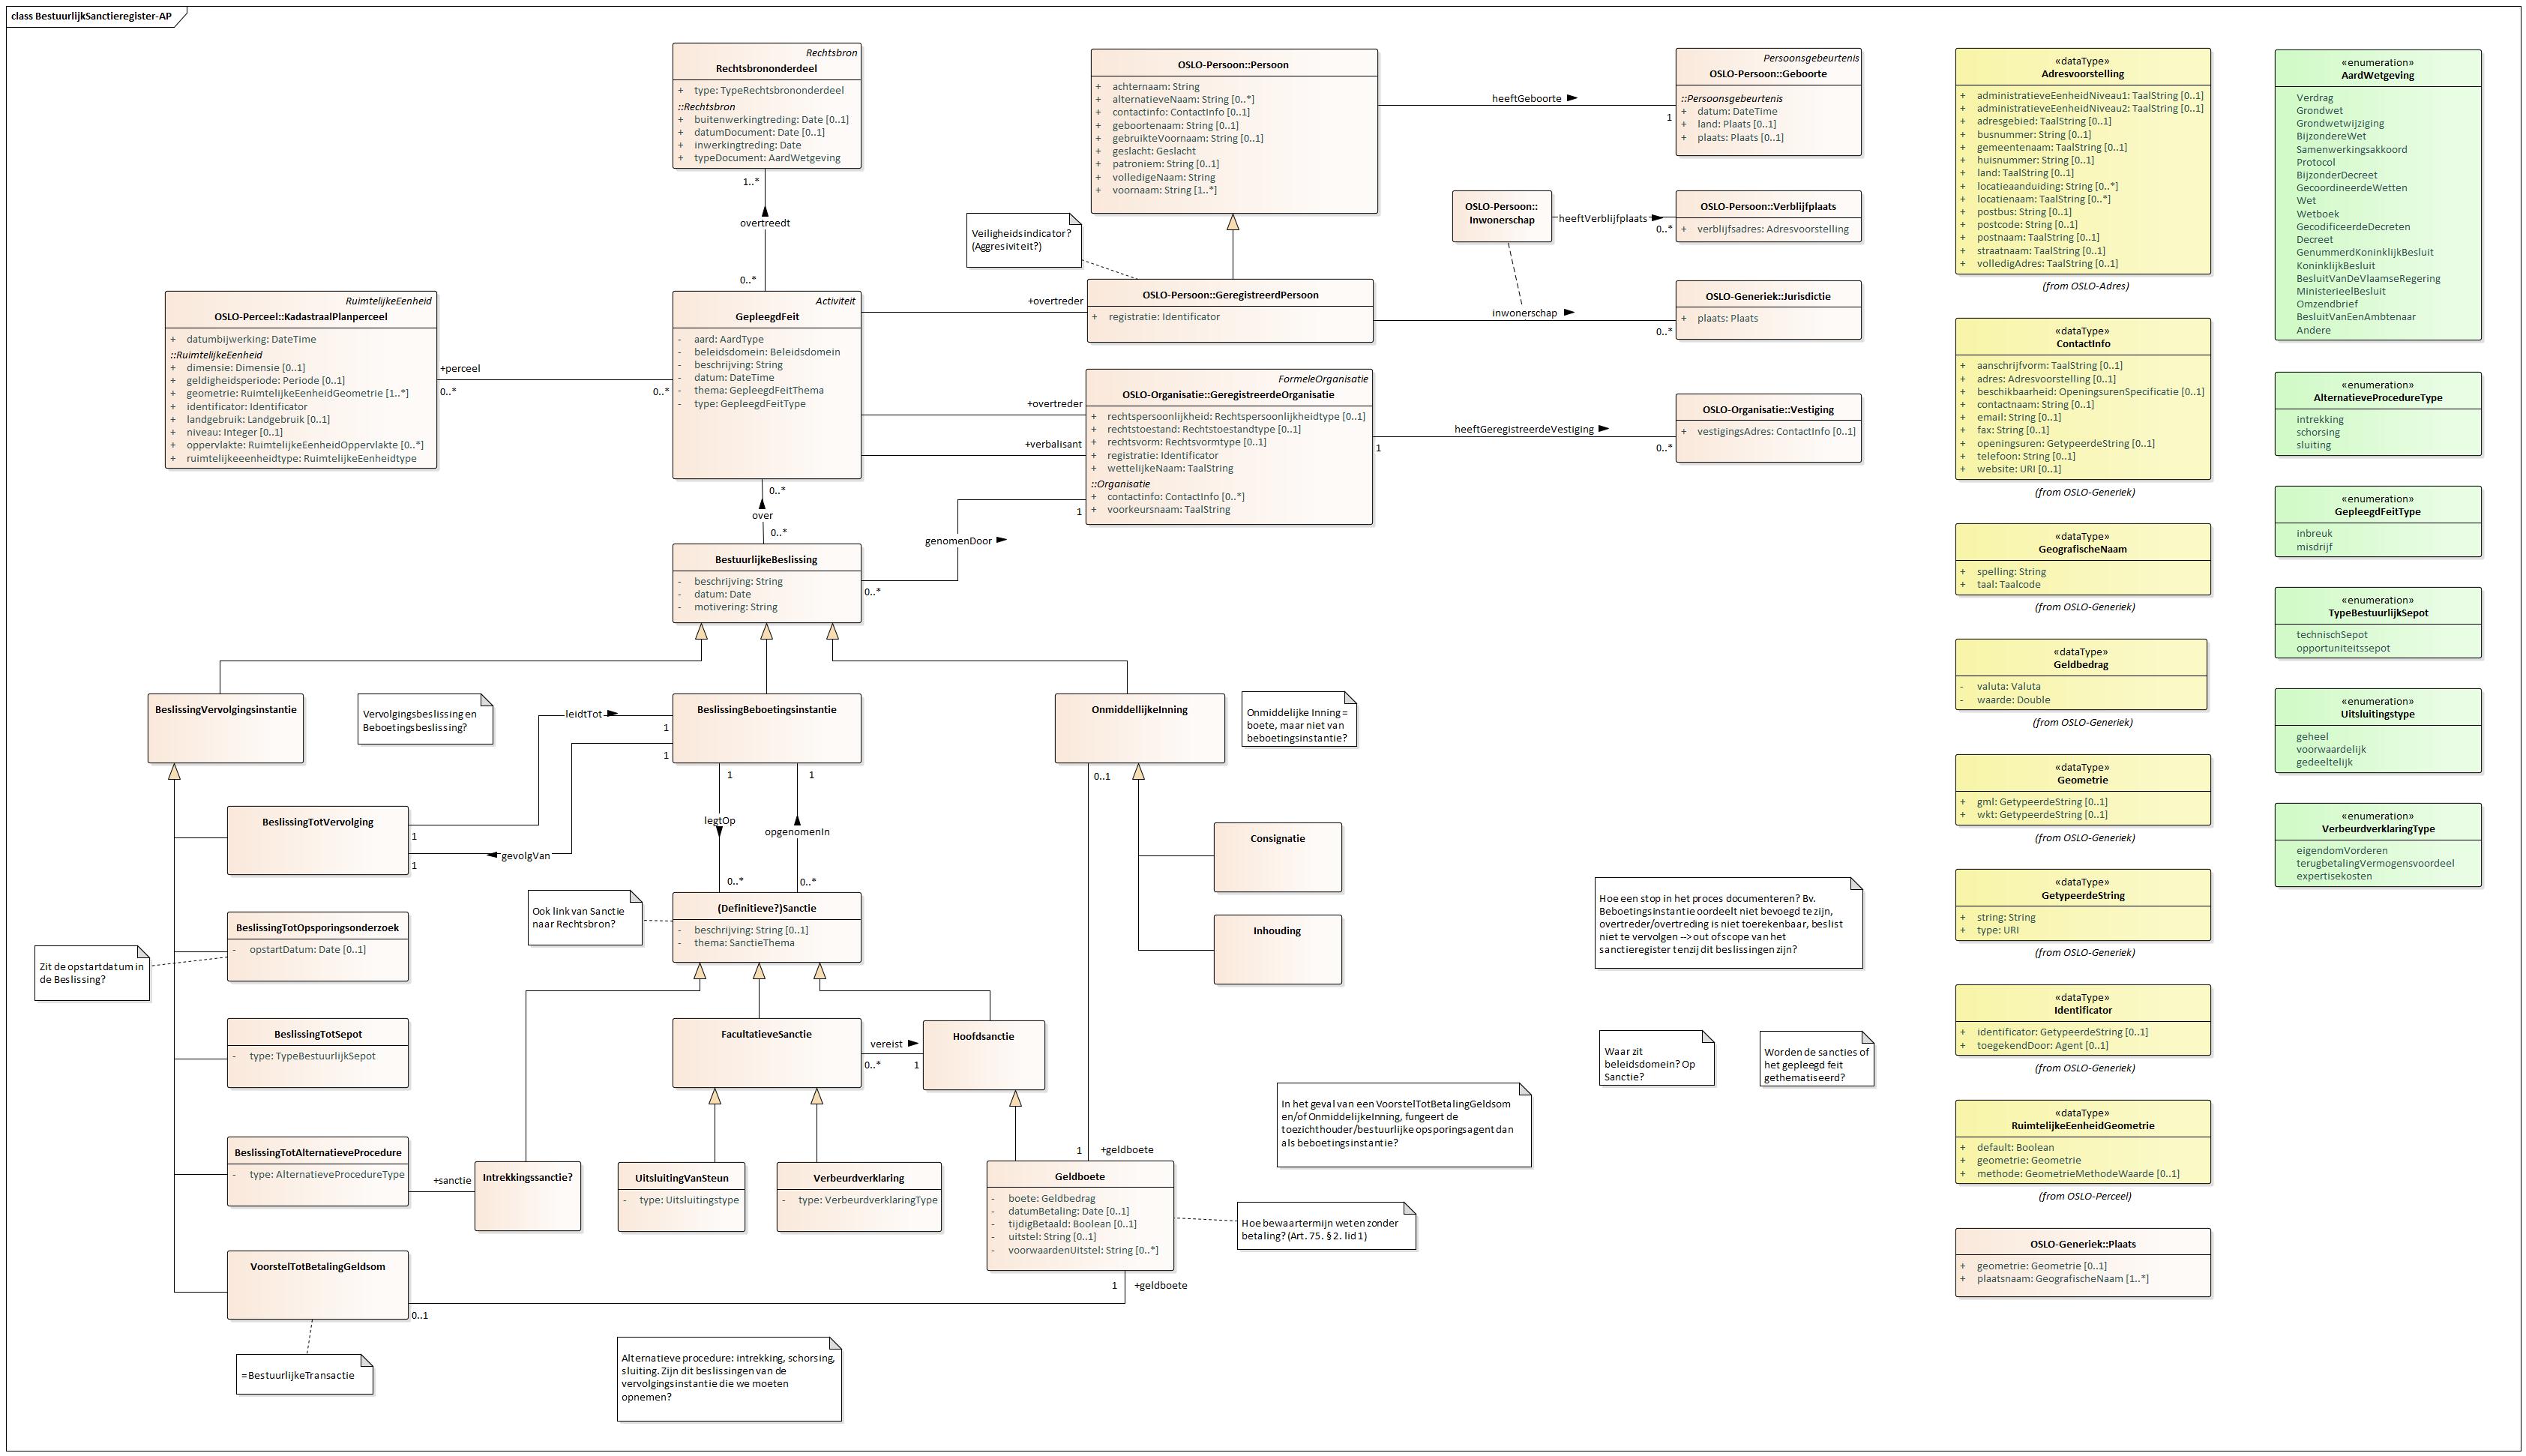 class BestuurlijkSanctieregister-AP
Rechtsbron
Rechtsbrononderdeel
+ type: TypeRechtsbrononderdeel
::Rechtsbron
+ buitenwerkingtreding: Date [0..1]
+ datumDocument: Date [0..1]
+ inwerkingtreding: Date
+ typeDocument: AardWetgeving
1..*
overtreedt
0..*
OSLO-Persoon::Persoon
+ achternaam: String
+ alternatieveNaam: String [0..*]
+ contactinfo: ContactInfo [0..1]
+ geboortenaam: String [0..1]
+ gebruikteVoornaam: String [0..1]
+ geslacht: Geslacht
+ patroniem: String [0..1]
+ volledigeNaam: String
+ voornaam: String [1..*]
heeftGeboorte
1
Persoonsgebeurtenis
OSLO-Persoon::Geboorte
::Persoonsgebeurtenis
+ datum: DateTime
+ land: Plaats [0..1]
+ plaats: Plaats [0..1]
Veiligheidsindicator?
(Aggresiviteit?)
OSLO-Persoon::
Inwonerschap
heeftVerblijfplaats
0..*
OSLO-Persoon::Verblijfplaats
+ verblijfsadres: Adresvoorstelling
RuimtelijkeEenheid
OSLO-Perceel::KadastraalPlanperceel
+ datumbijwerking: DateTime
::RuimtelijkeEenheid
+ dimensie: Dimensie [0..1]
+ geldigheidsperiode: Periode [0..1]
+ geometrie: RuimtelijkeEenheidGeometrie [1..*]
+ identificator: Identificator
+ landgebruik: Landgebruik [0..1]
+ niveau: Integer [0..1]
+ oppervlakte: RuimtelijkeEenheidOppervlakte [0..*]
+ ruimtelijkeeenheidtype: RuimtelijkeEenheidtype
+perceel
0..*
0..*
Activiteit
GepleegdFeit
- aard: AardType
- beleidsdomein: Beleidsdomein
- beschrijving: String
- datum: DateTime
- thema: GepleegdFeitThema
- type: GepleegdFeitType
+overtreder
OSLO-Persoon::GeregistreerdPersoon
+ registratie: Identificator
inwonerschap
0..*
OSLO-Generiek::Jurisdictie
+ plaats: Plaats
+overtreder
+verbalisant
FormeleOrganisatie
OSLO-Organisatie::GeregistreerdeOrganisatie
+ rechtspersoonlijkheid: Rechtspersoonlijkheidtype [0..1]
+ rechtstoestand: Rechtstoestandtype [0..1]
+ rechtsvorm: Rechtsvormtype [0..1]
+ registratie: Identificator
+ wettelijkeNaam: TaalString
::Organisatie
+ contactinfo: ContactInfo [0..*]
+ voorkeursnaam: TaalString
heeftGeregistreerdeVestiging
1
0..*
OSLO-Organisatie::Vestiging
+ vestigingsAdres: ContactInfo [0..1]
0..*
over
0..*
1
genomenDoor
0..*
BestuurlijkeBeslissing
- beschrijving: String
- datum: Date
- motivering: String
BeslissingVervolgingsinstantie
Vervolgingsbeslissing en
Beboetingsbeslissing?
leidtTot
1
1
BeslissingBeboetingsinstantie
OnmiddellijkeInning
Onmiddelijke Inning =
boete, maar niet van
beboetingsinstantie?
1
1
0..1
legtOp
opgenomenIn
BeslissingTotVervolging
1
1
gevolgVan
0..*
0..*
Consignatie
Inhouding
BeslissingTotOpsporingsonderzoek
- opstartDatum: Date [0..1]
Zit de opstartdatum in
de Beslissing?
Ook link van Sanctie
naar Rechtsbron?
(Definitieve?)Sanctie
- beschrijving: String [0..1]
- thema: SanctieThema
BeslissingTotSepot
- type: TypeBestuurlijkSepot
FacultatieveSanctie
vereist
0..*
1
Hoofdsanctie
BeslissingTotAlternatieveProcedure
- type: AlternatieveProcedureType
+sanctie
Intrekkingssanctie?
UitsluitingVanSteun
- type: Uitsluitingstype
Verbeurdverklaring
- type: VerbeurdverklaringType
1
+geldboete
Geldboete
- boete: Geldbedrag
- datumBetaling: Date [0..1]
- tijdigBetaald: Boolean [0..1]
- uitstel: String [0..1]
- voorwaardenUitstel: String [0..*]
1
+geldboete
Hoe bewaartermijn weten zonder
betaling? (Art. 75. § 2. lid 1)
VoorstelTotBetalingGeldsom
0..1
=BestuurlijkeTransactie
Alternatieve procedure: intrekking, schorsing,
sluiting. Zijn dit beslissingen van de
vervolgingsinstantie die we moeten
opnemen?
In het geval van een VoorstelTotBetalingGeldsom
en/of OnmiddelijkeInning, fungeert de
toezichthouder/bestuurlijke opsporingsagent dan
als beboetingsinstantie?
Hoe een stop in het proces documenteren? Bv.
Beboetingsinstantie oordeelt niet bevoegd te zijn,
overtreder/overtreding is niet toerekenbaar, beslist
niet te vervolgen --> out of scope van het
sanctieregister tenzij dit beslissingen zijn?
Waar zit
beleidsdomein? Op
Sanctie?
Worden de sancties of
het gepleegd feit
gethematiseerd?
«dataType»
Adresvoorstelling
+ administratieveEenheidNiveau1: TaalString [0..1]
+ administratieveEenheidNiveau2: TaalString [0..1]
+ adresgebied: TaalString [0..1]
+ busnummer: String [0..1]
+ gemeentenaam: TaalString [0..1]
+ huisnummer: String [0..1]
+ land: TaalString [0..1]
+ locatieaanduiding: String [0..*]
+ locatienaam: TaalString [0..*]
+ postbus: String [0..1]
+ postcode: String [0..1]
+ postnaam: TaalString [0..1]
+ straatnaam: TaalString [0..1]
+ volledigAdres: TaalString [0..1]
(from OSLO-Adres)
«dataType»
ContactInfo
+ aanschrijfvorm: TaalString [0..1]
+ adres: Adresvoorstelling [0..1]
+ beschikbaarheid: OpeningsurenSpecificatie [0..1]
+ contactnaam: String [0..1]
+ email: String [0..1]
+ fax: String [0..1]
+ openingsuren: GetypeerdeString [0..1]
+ telefoon: String [0..1]
+ website: URI [0..1]
(from OSLO-Generiek)
«dataType»
GeografischeNaam
+ spelling: String
+ taal: Taalcode
(from OSLO-Generiek)
«dataType»
Geldbedrag
- valuta: Valuta
- waarde: Double
(from OSLO-Generiek)
«dataType»
Geometrie
+ gml: GetypeerdeString [0..1]
+ wkt: GetypeerdeString [0..1]
(from OSLO-Generiek)
«dataType»
GetypeerdeString
+ string: String
+ type: URI
(from OSLO-Generiek)
«dataType»
Identificator
+ identificator: GetypeerdeString [0..1]
+ toegekendDoor: Agent [0..1]
(from OSLO-Generiek)
«dataType»
RuimtelijkeEenheidGeometrie
+ default: Boolean
+ geometrie: Geometrie
+ methode: GeometrieMethodeWaarde [0..1]
(from OSLO-Perceel)
OSLO-Generiek::Plaats
+ geometrie: Geometrie [0..1]
+ plaatsnaam: GeografischeNaam [1..*]
«enumeration»
AardWetgeving
Verdrag
Grondwet
Grondwetwijziging
BijzondereWet
Samenwerkingsakkoord
Protocol
BijzonderDecreet
GecoordineerdeWetten
Wet
Wetboek
GecodificeerdeDecreten
Decreet
GenummerdKoninklijkBesluit
KoninklijkBesluit
BesluitVanDeVlaamseRegering
MinisterieelBesluit
Omzendbrief
BesluitVanEenAmbtenaar
Andere
«enumeration»
AlternatieveProcedureType
intrekking
schorsing
sluiting
«enumeration»
GepleegdFeitType
inbreuk
misdrijf
«enumeration»
TypeBestuurlijkSepot
technischSepot
opportuniteitssepot
«enumeration»
Uitsluitingstype
geheel
voorwaardelijk
gedeeltelijk
«enumeration»
VerbeurdverklaringType
eigendomVorderen
terugbetalingVermogensvoordeel
expertisekosten